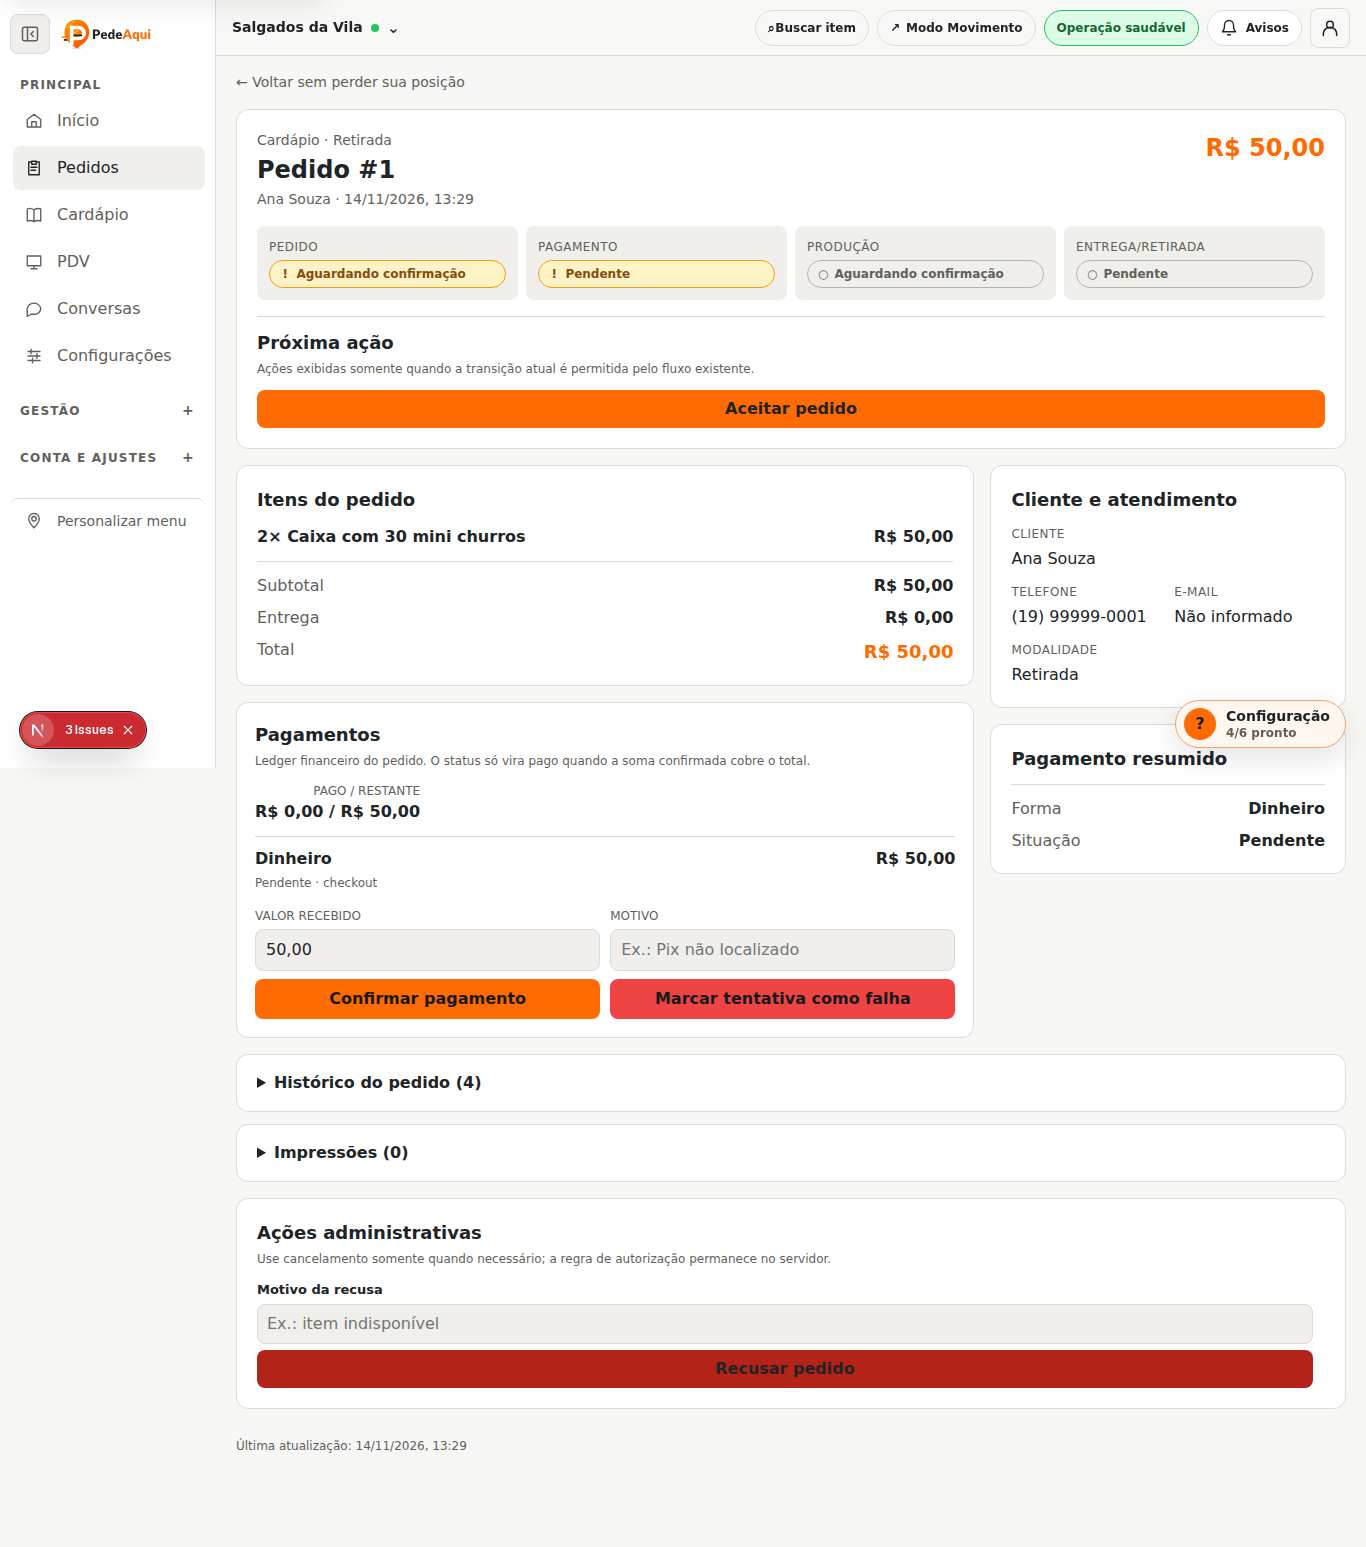 PedeAqui
PRINCIPAL
Início
Pedidos
Cardápio
PDV
Conversas
Configurações
GESTÃO +
CONTA E AJUSTES +
Personalizar menu
3 Issues
Salgados da Vila
Buscar item
↗ Modo Movimento
Operação saudável
Avisos
← Voltar sem perder sua posição
Cardápio · Retirada
R$ 50,00
Pedido #1
Ana Souza · 14/11/2026, 13:29
PEDIDO
! Aguardando confirmação
PAGAMENTO
! Pendente
PRODUÇÃO
○ Aguardando confirmação
ENTREGA/RETIRADA
○ Pendente
Próxima ação
Ações exibidas somente quando a transição atual é permitida pelo fluxo existente.
Aceitar pedido
Itens do pedido
2× Caixa com 30 mini churros R$ 50,00
Subtotal R$ 50,00
Entrega R$ 0,00
Total R$ 50,00
Cliente e atendimento
CLIENTE
Ana Souza
TELEFONE E-MAIL
(19) 99999-0001 Não informado
MODALIDADE
Retirada
Pagamentos
Ledger financeiro do pedido. O status só vira pago quando a soma confirmada cobre o total.
PAGO / RESTANTE
R$ 0,00 / R$ 50,00
Dinheiro R$ 50,00
Pendente · checkout
VALOR RECEBIDO MOTIVO
50,00 Ex.: Pix não localizado
Confirmar pagamento Marcar tentativa como falha
? Configuração
4/6 pronto
Pagamento resumido
Forma Dinheiro
Situação Pendente
▶ Histórico do pedido (4)
▶ Impressões (0)
Ações administrativas
Use cancelamento somente quando necessário; a regra de autorização permanece no servidor.
Motivo da recusa
Ex.: item indisponível
Recusar pedido
Última atualização: 14/11/2026, 13:29